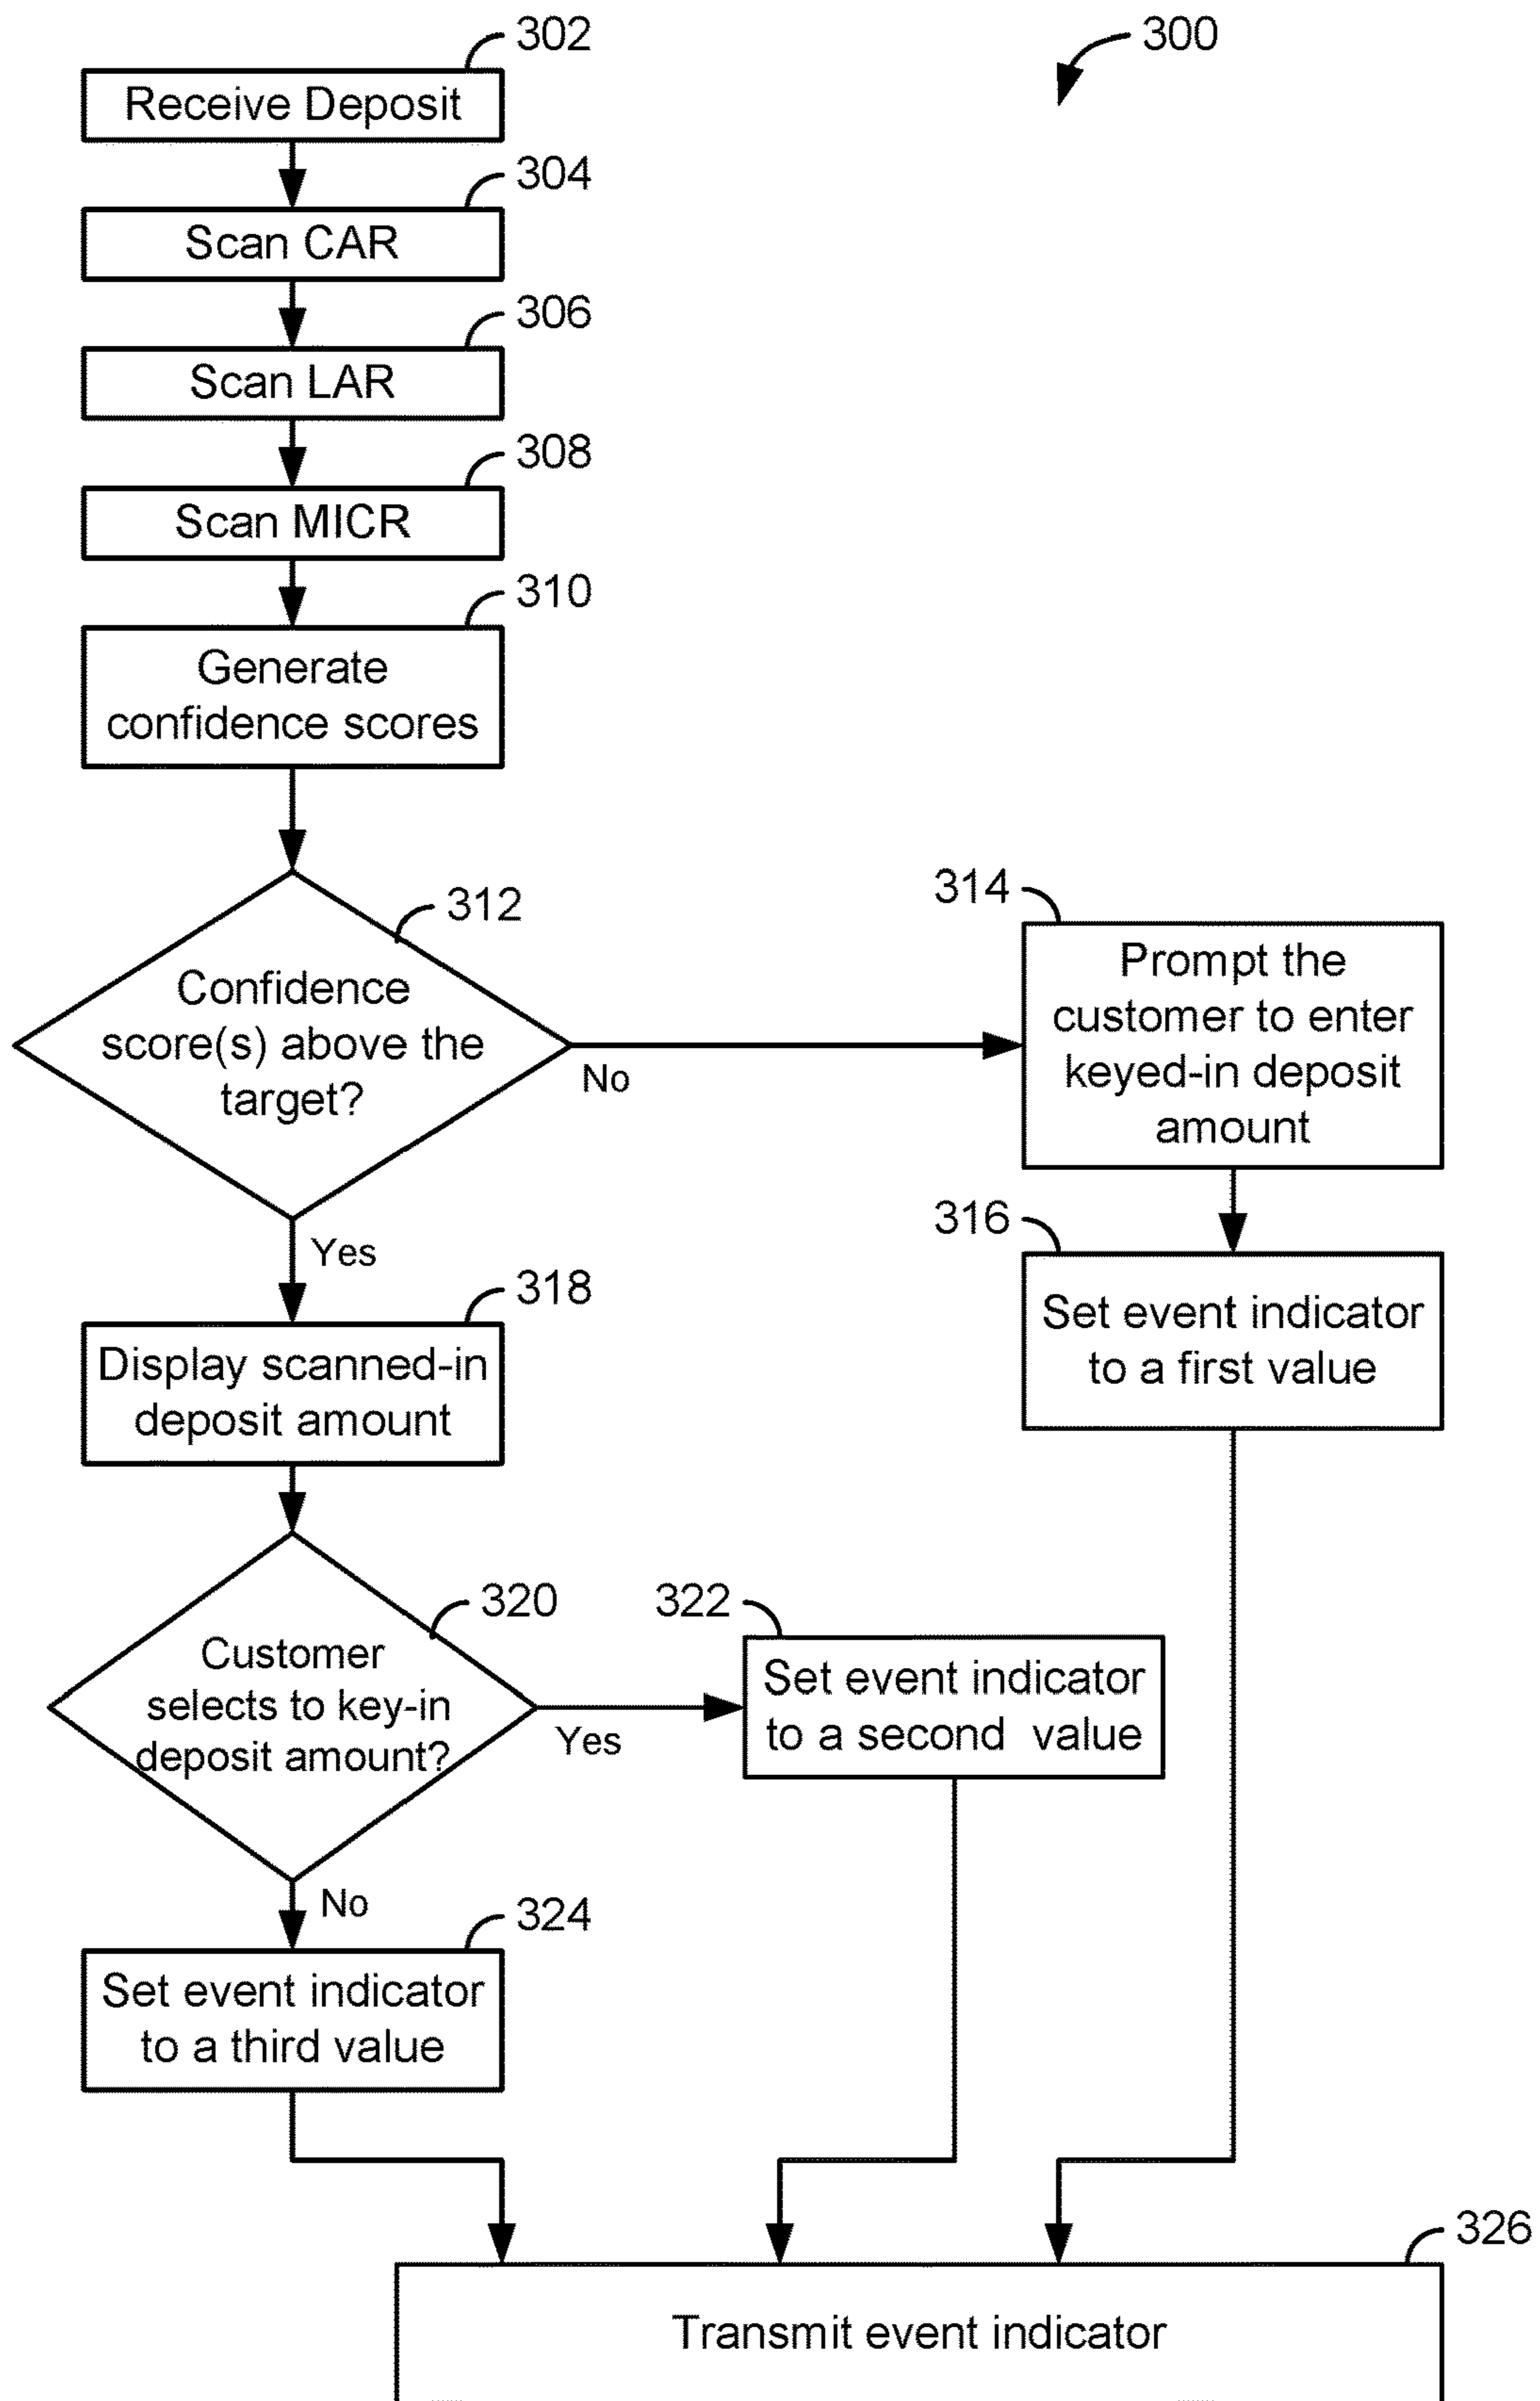 302
300
Receive Deposit
304
Scan CAR
306
Scan LAR
308
Scan MICR
310
Generate
confidence scores
312
Confidence
score(s) above the
target?
No
Yes
314
Prompt the
customer to enter
keyed-in deposit
amount
316
Set event indicator
to a first value
318
Display scanned-in
deposit amount
320
Customer
selects to key-in
deposit amount?
Yes
No
322
Set event indicator
to a second value
324
Set event indicator
to a third value
326
Transmit event indicator